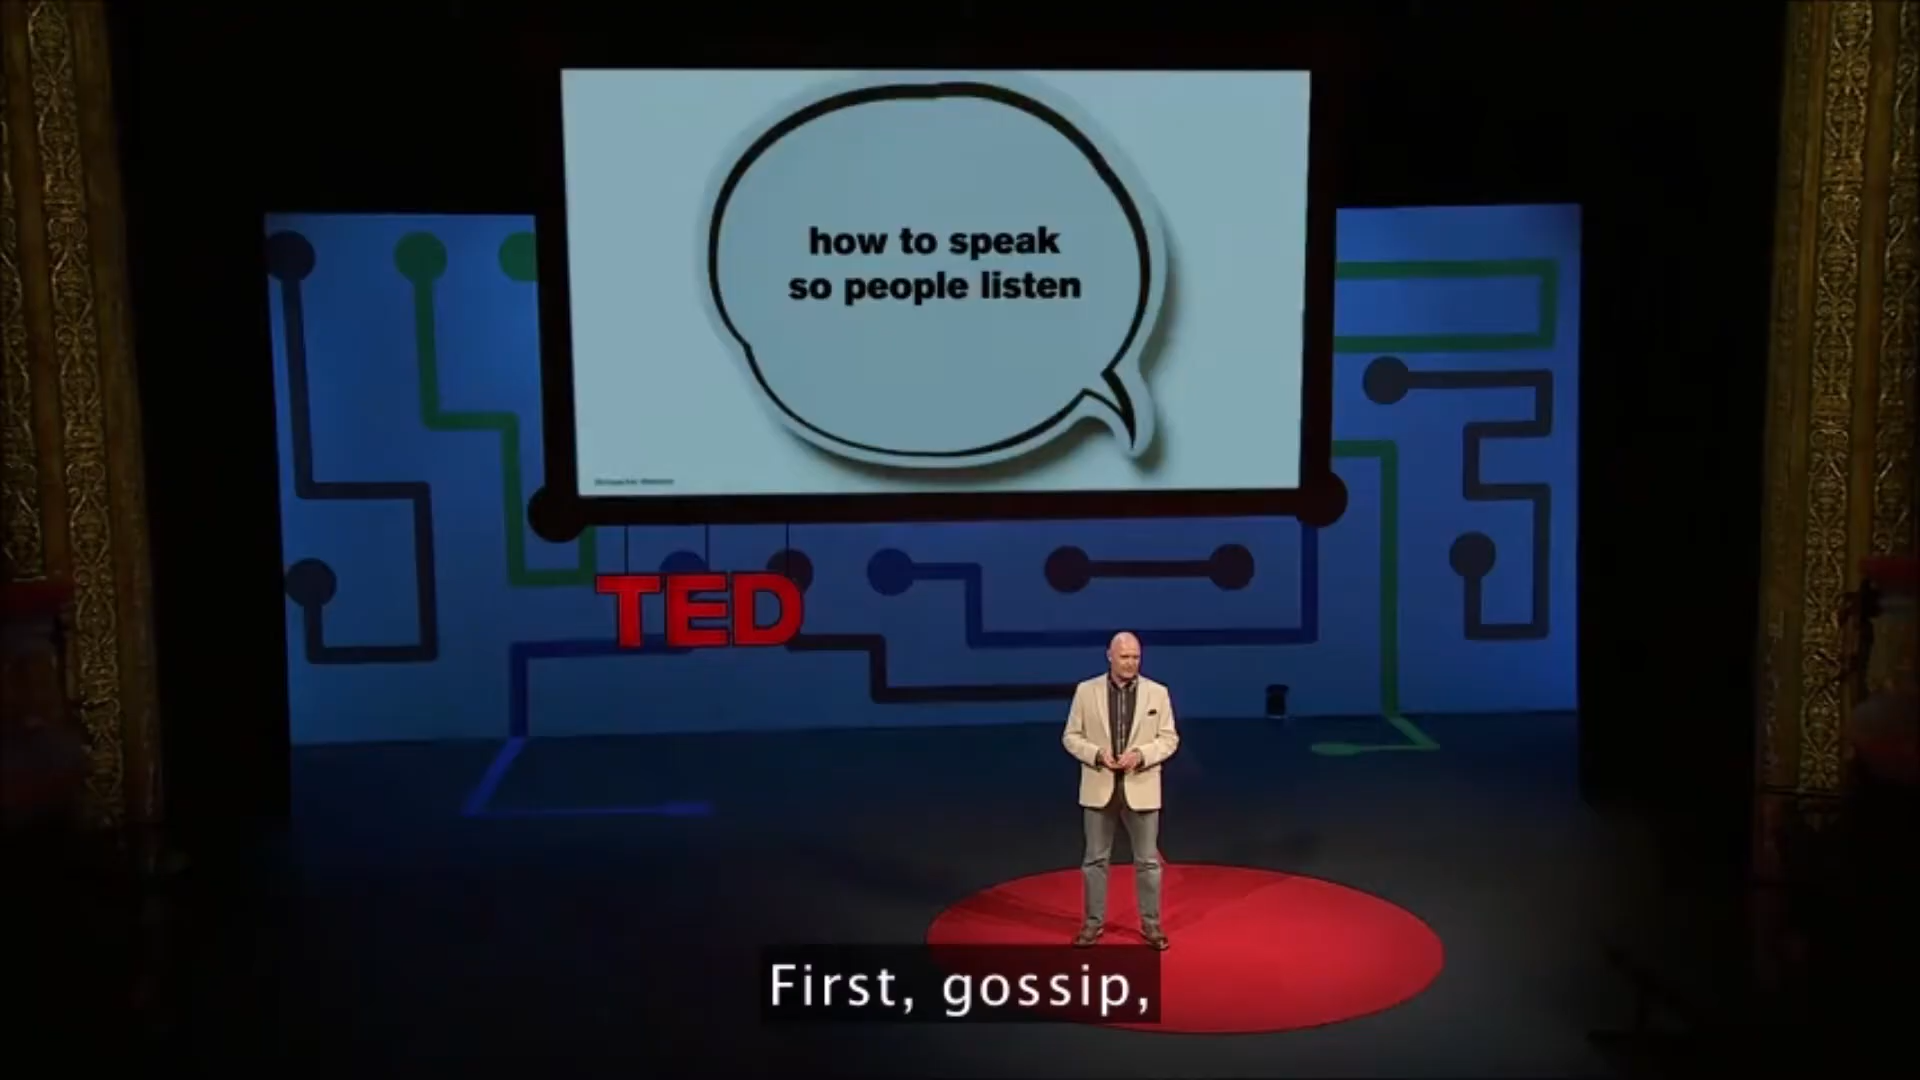 how to speak
so people listen
TED
First, gossip,